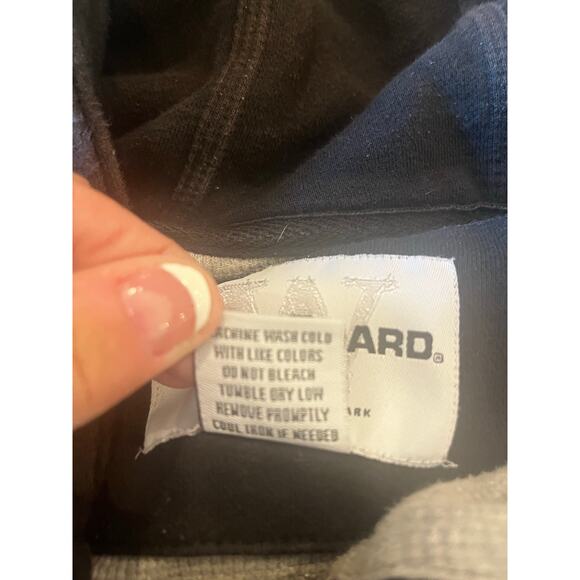 W
ARD®
ARK
MACHINE WASH COLD
WITH LIKE COLORS
DO NOT BLEACH
TUMBLE DRY LOW
REMOVE PROMPTLY
COOL IRON IF NEEDED